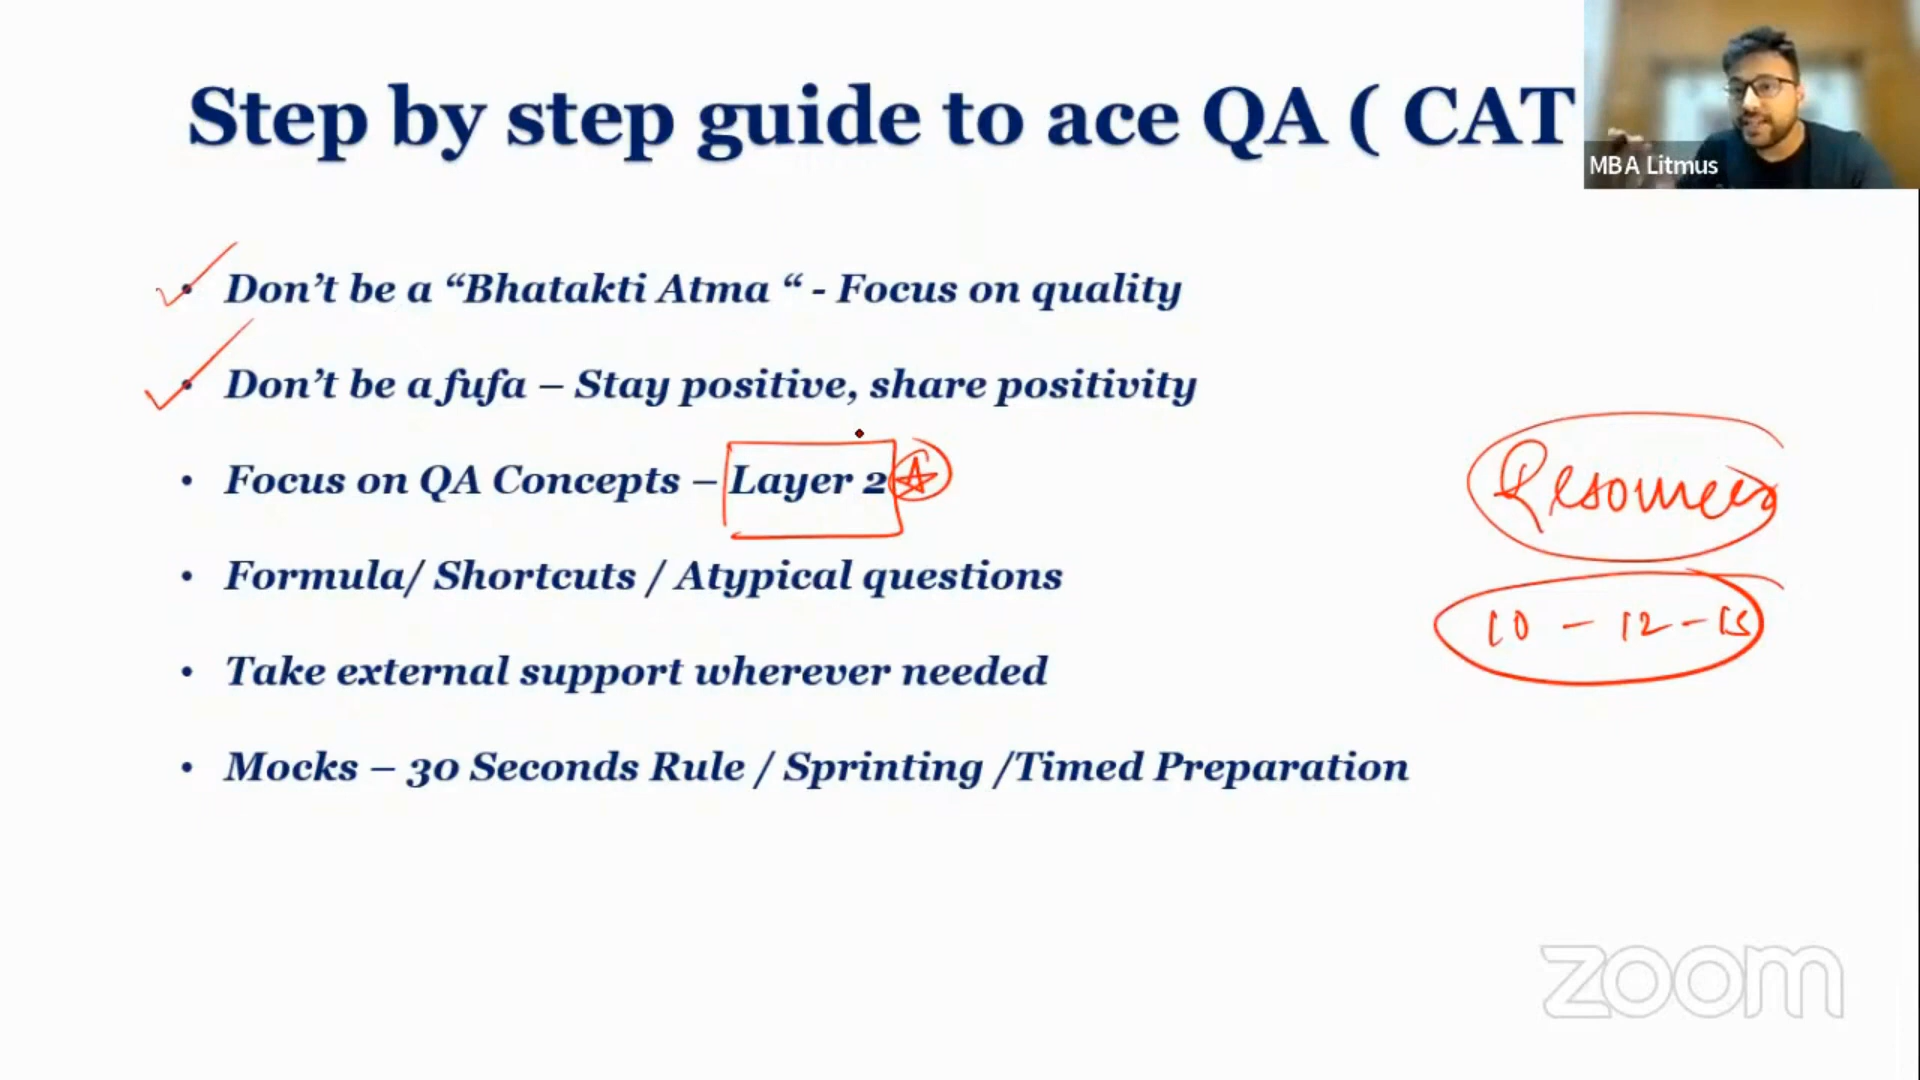 Step by step guide to ace QA ( CAT
MBA Litmus
• Don't be a “Bhatakti Atma “ - Focus on quality
• Don't be a fufa – Stay positive, share positivity
• Focus on QA Concepts – Layer 2
Resources
• Formula/ Shortcuts / Atypical questions
10 - 12 - 15
• Take external support wherever needed
• Mocks – 30 Seconds Rule / Sprinting /Timed Preparation
zoom